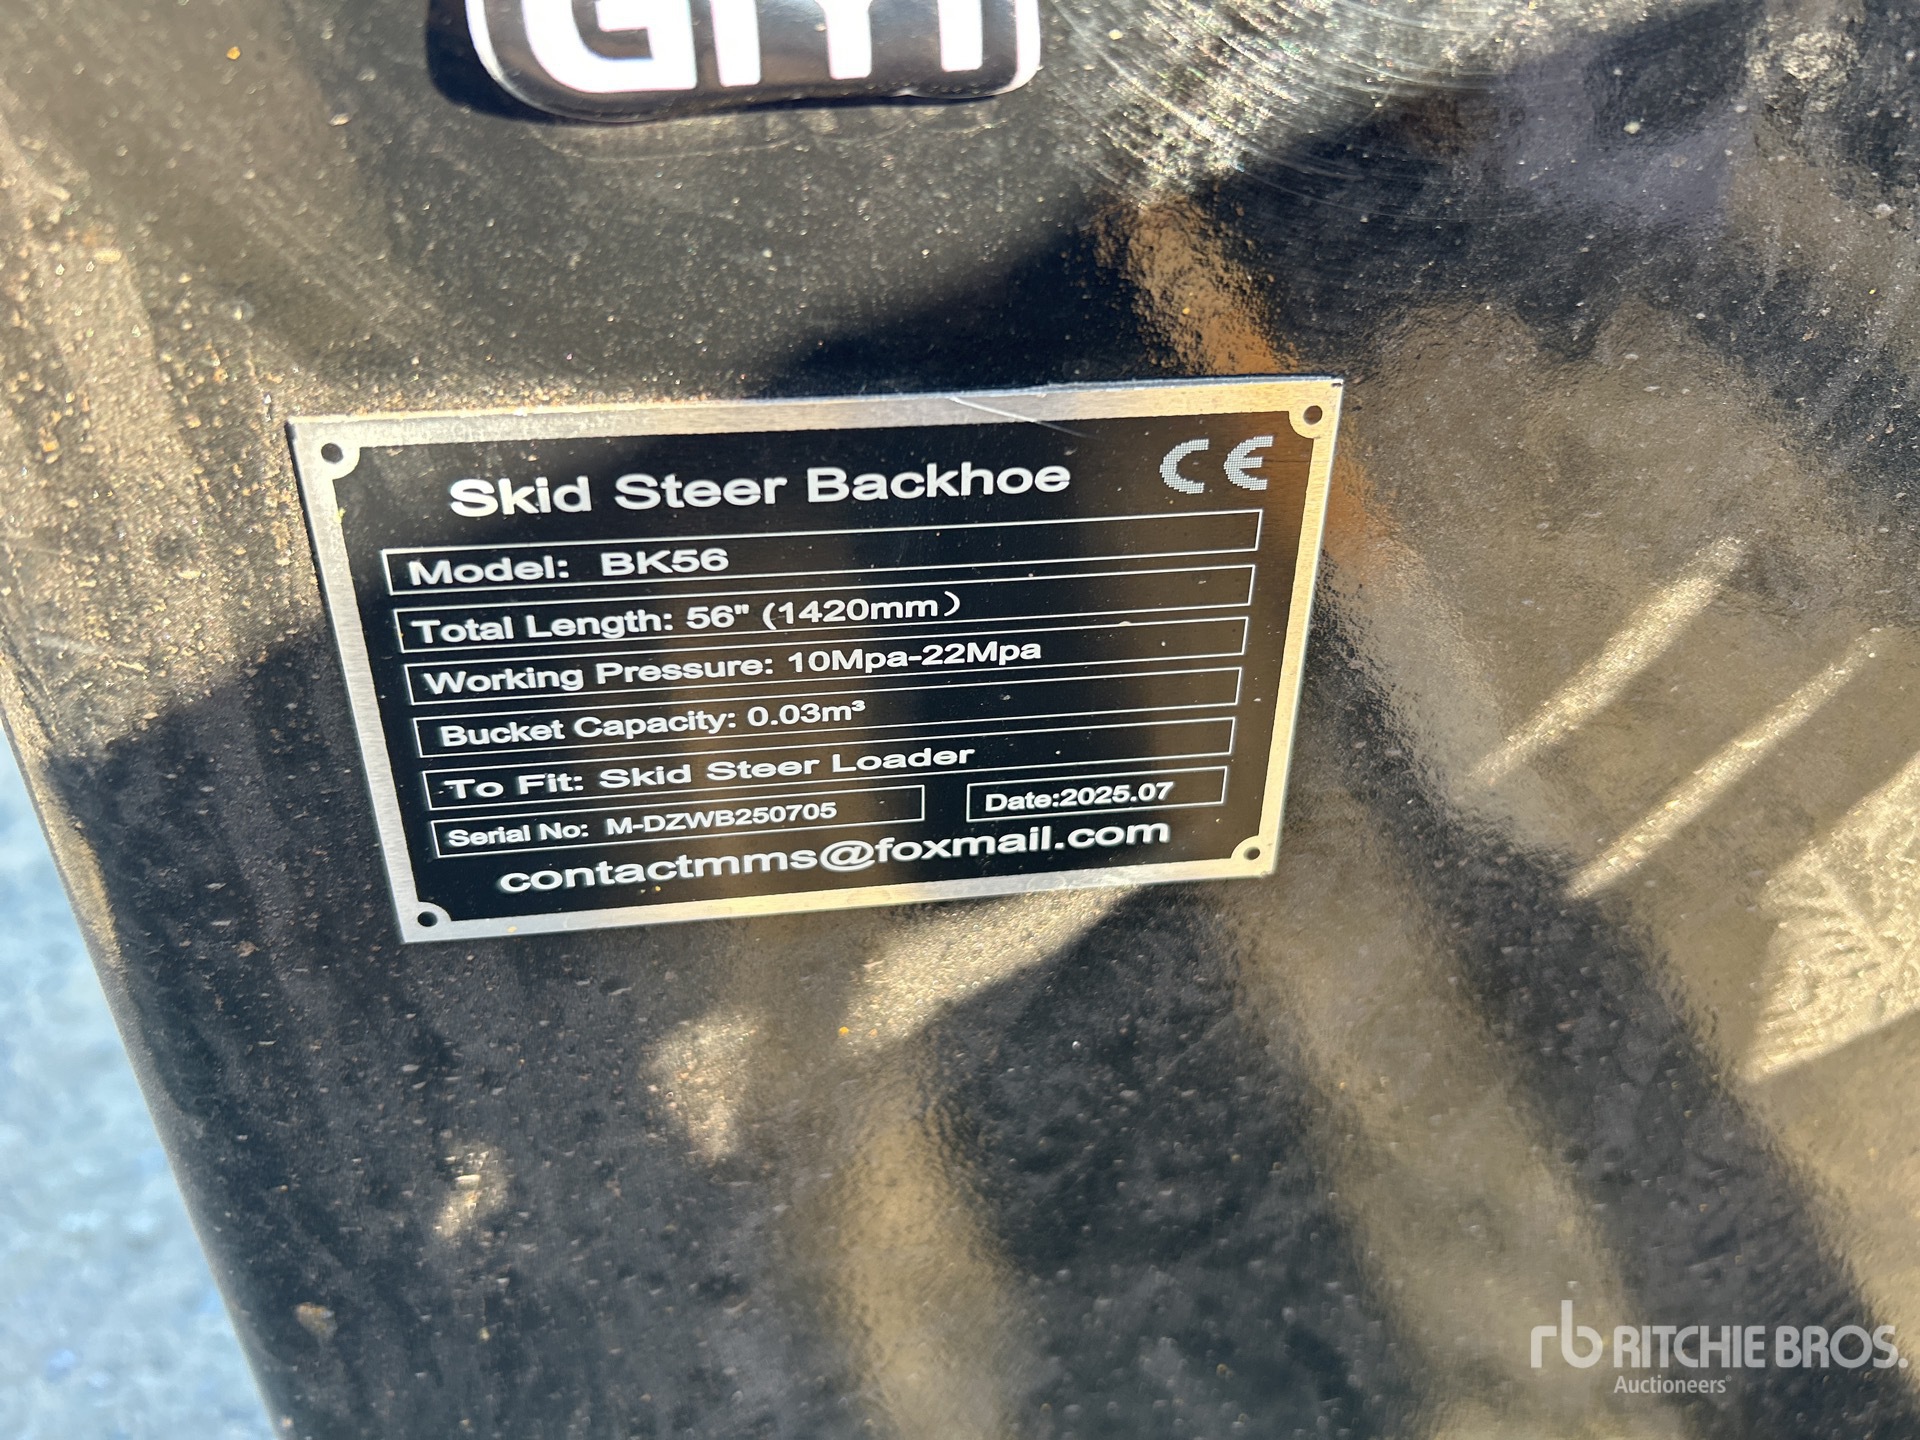 Skid Steer Backhoe CE
Model: BK56
Total Length: 56" (1420mm)
Working Pressure: 10Mpa-22Mpa
Bucket Capacity: 0.03m³
To Fit: Skid Steer Loader
Serial No: M-DZWB250705 Date:2025.07
contactmms@foxmail.com
rb RITCHIE BROS.
Auctioneers